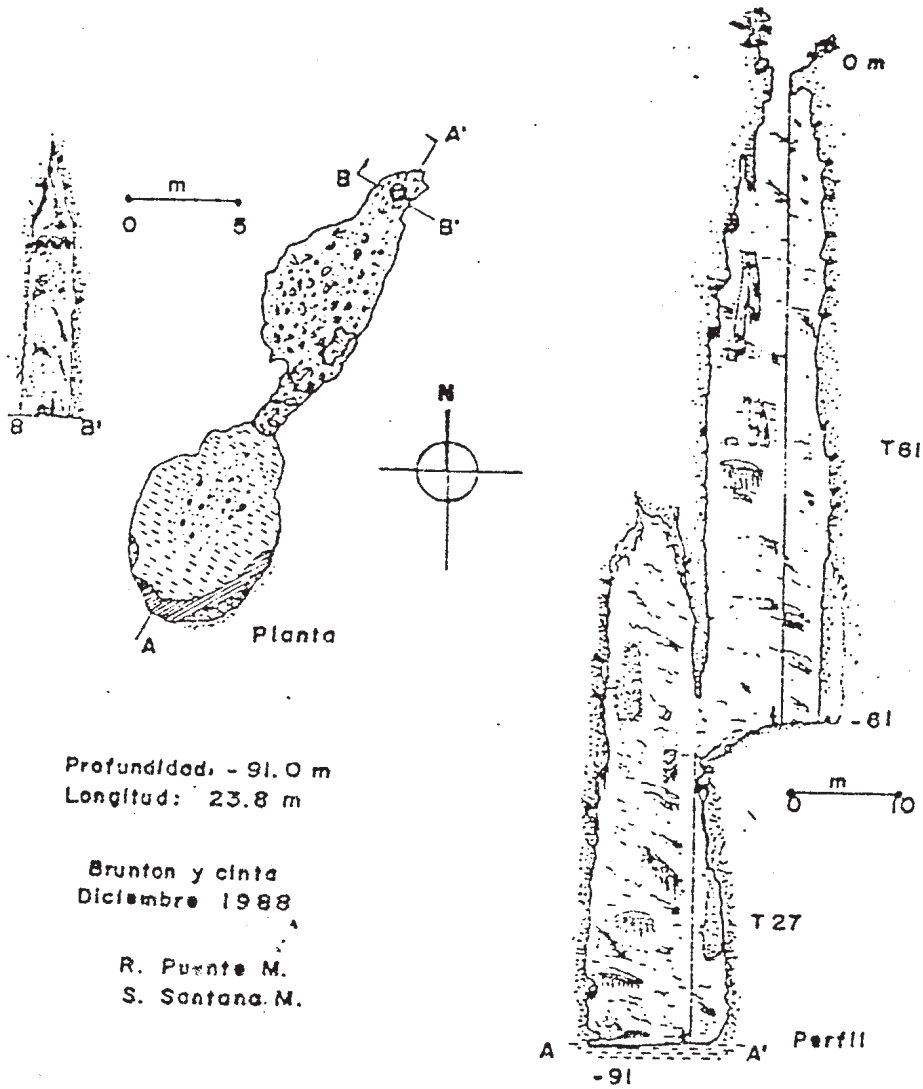 A'
B
B'
m
0 5
B B'
N
A
Planta
Profundidad: -91.0 m
Longitud: 23.8 m
Brunton y cinta
Diciembre 1988
R. Puente M.
S. Santana M.
0 m
T61
-61
m
0 10
T27
A A' Perfil
-91